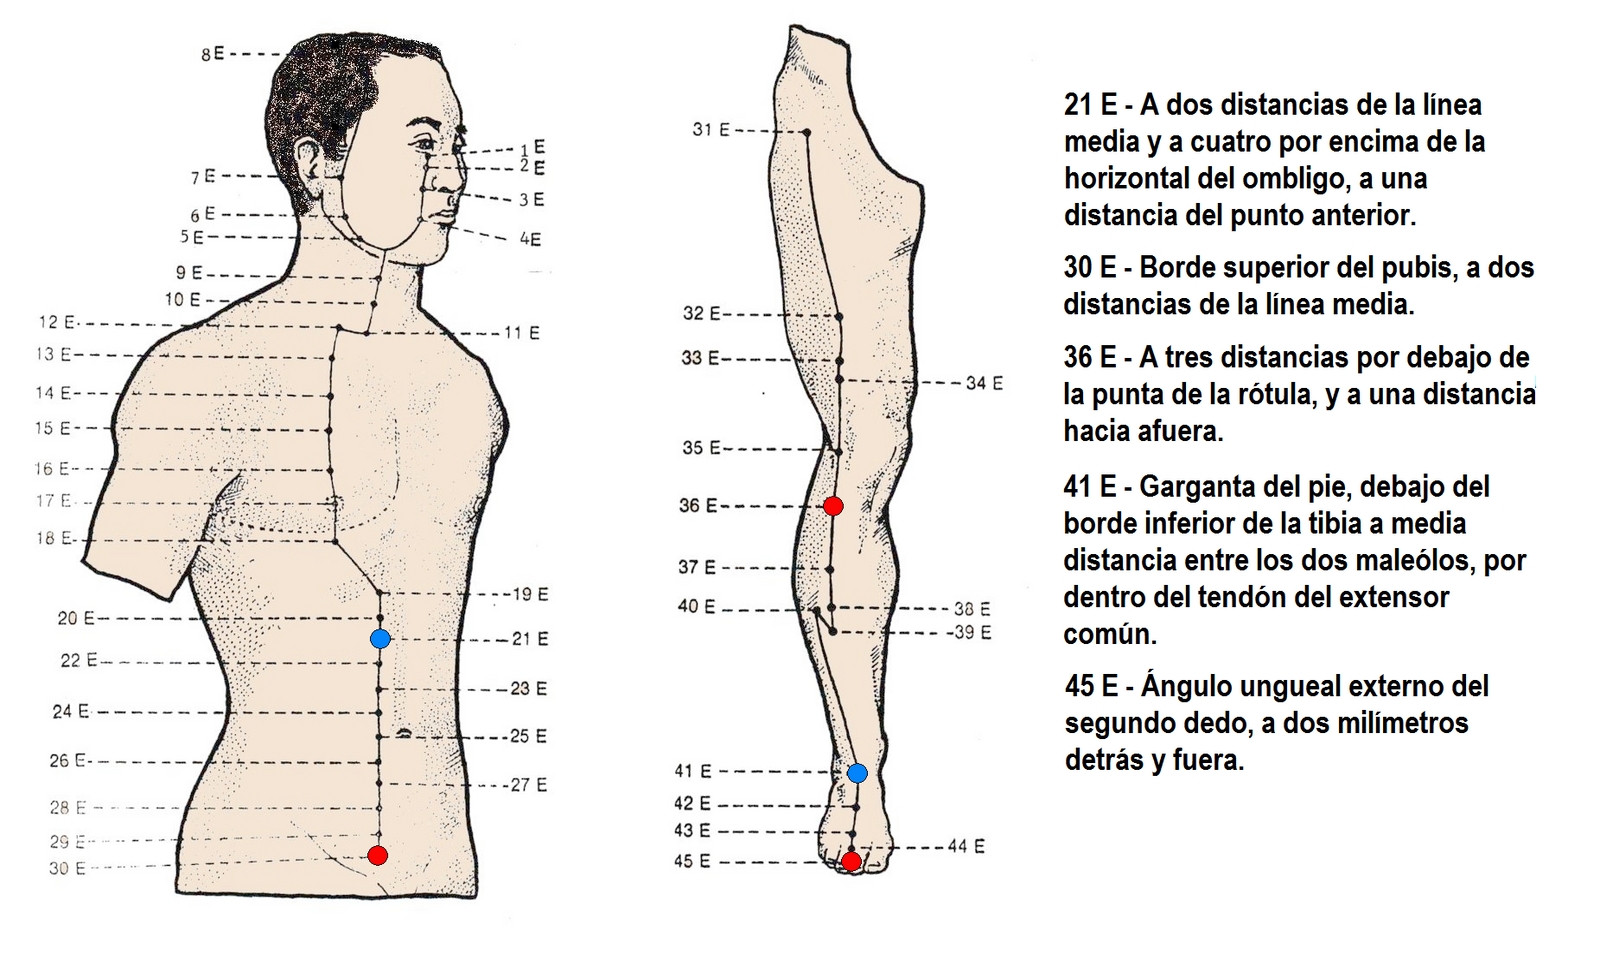 8E
1 E
2 E
7 E
3 E
6 E
4E
5 E
9 E
10 E
12 E
11 E
13 E
14 E
15 E
16 E
17 E
18 E
19 E
20 E
21 E
22 E
23 E
24 E
25 E
26 E
27 E
28 E
29 E
30 E
31 E
32 E
33 E
34 E
35 E
36 E
37 E
40 E
38 E
39 E
41 E
42 E
43 E
44 E
45 E
21 E - A dos distancias de la línea
media y a cuatro por encima de la
horizontal del ombligo, a una
distancia del punto anterior.
30 E - Borde superior del pubis, a dos
distancias de la línea media.
36 E - A tres distancias por debajo de
la punta de la rótula, y a una distancia
hacia afuera.
41 E - Garganta del pie, debajo del
borde inferior de la tibia a media
distancia entre los dos maleólos, por
dentro del tendón del extensor
común.
45 E - Ángulo ungueal externo del
segundo dedo, a dos milímetros
detrás y fuera.